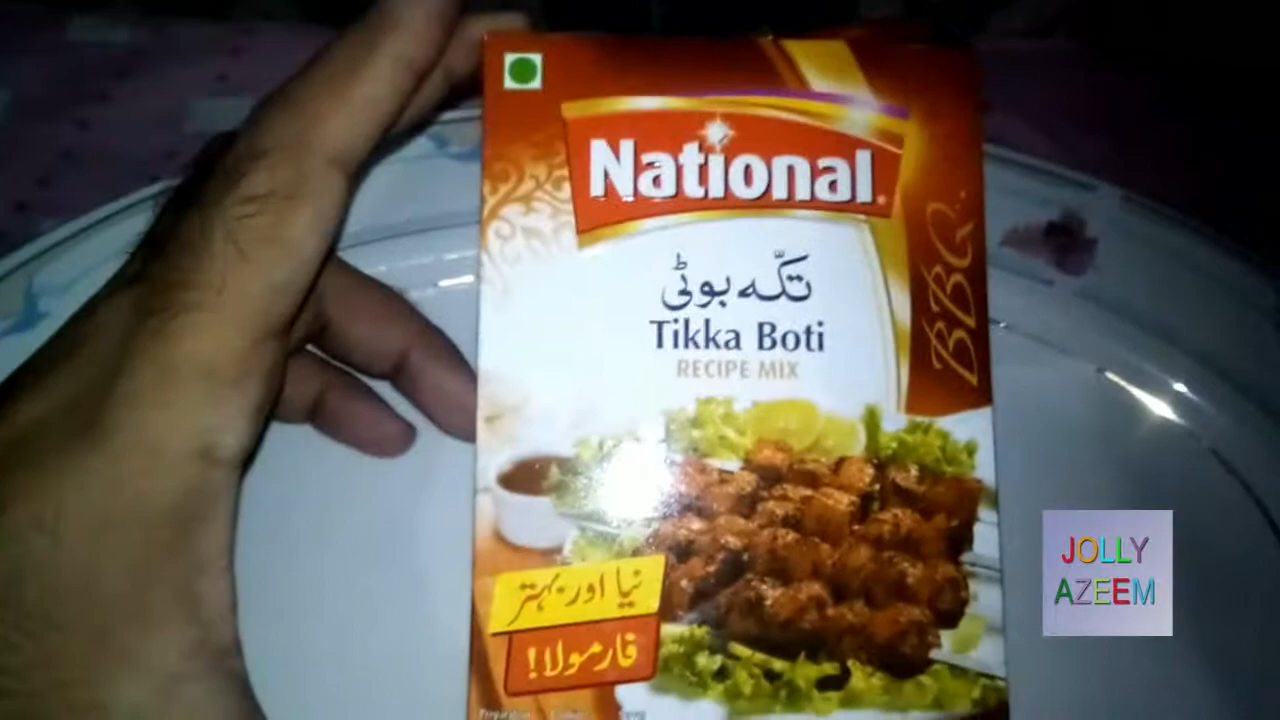 National
تکّہ بوٹی
Tikka Boti
RECIPE MIX
BBQ
نیا اور بہتر
فارمولا!
JOLLY
AZEEM